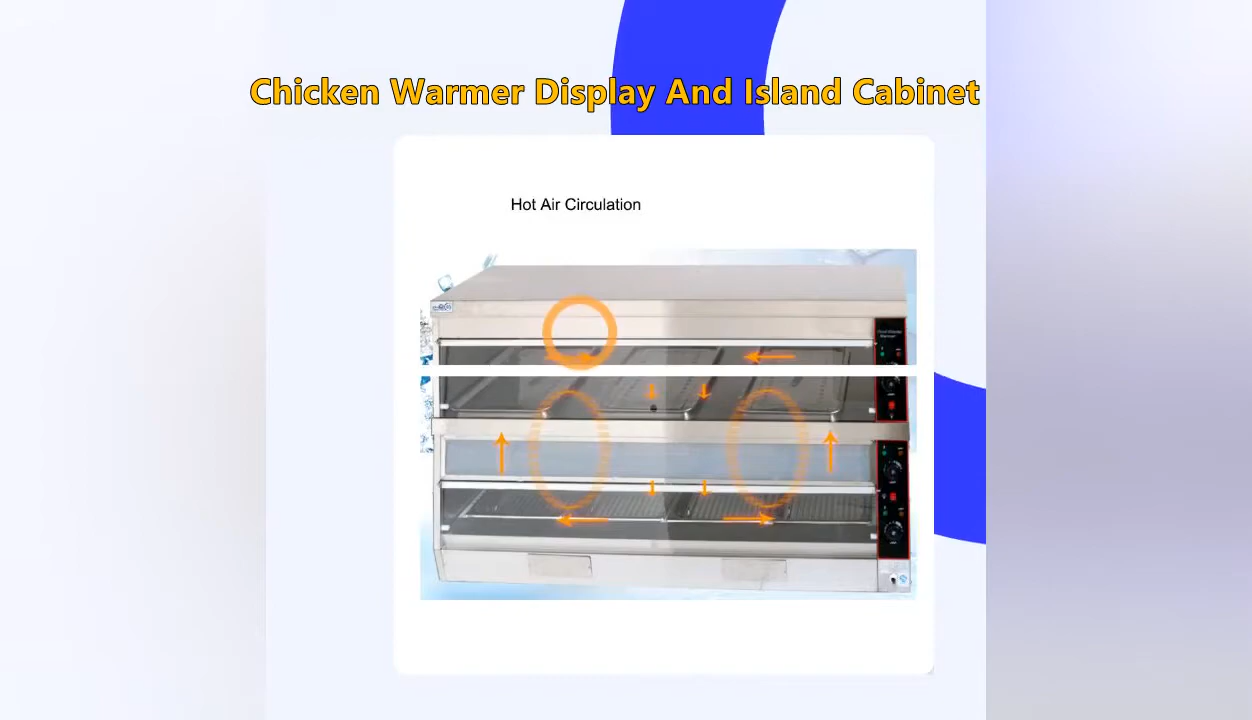 Chicken Warmer Display And Island Cabinet
Hot Air Circulation